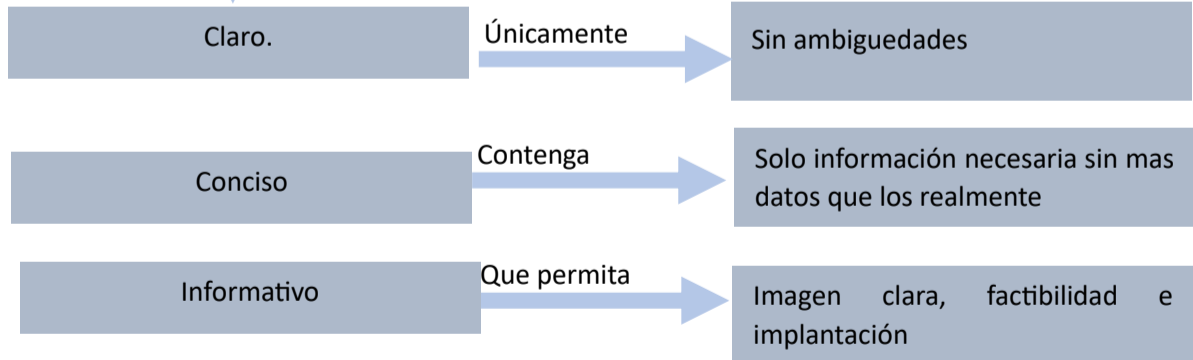 Claro.
Únicamente
Sin ambiguedades
Conciso
Contenga
Solo información necesaria sin mas
datos que los realmente
Informativo
Que permita
Imagen clara, factibilidad e
implantación